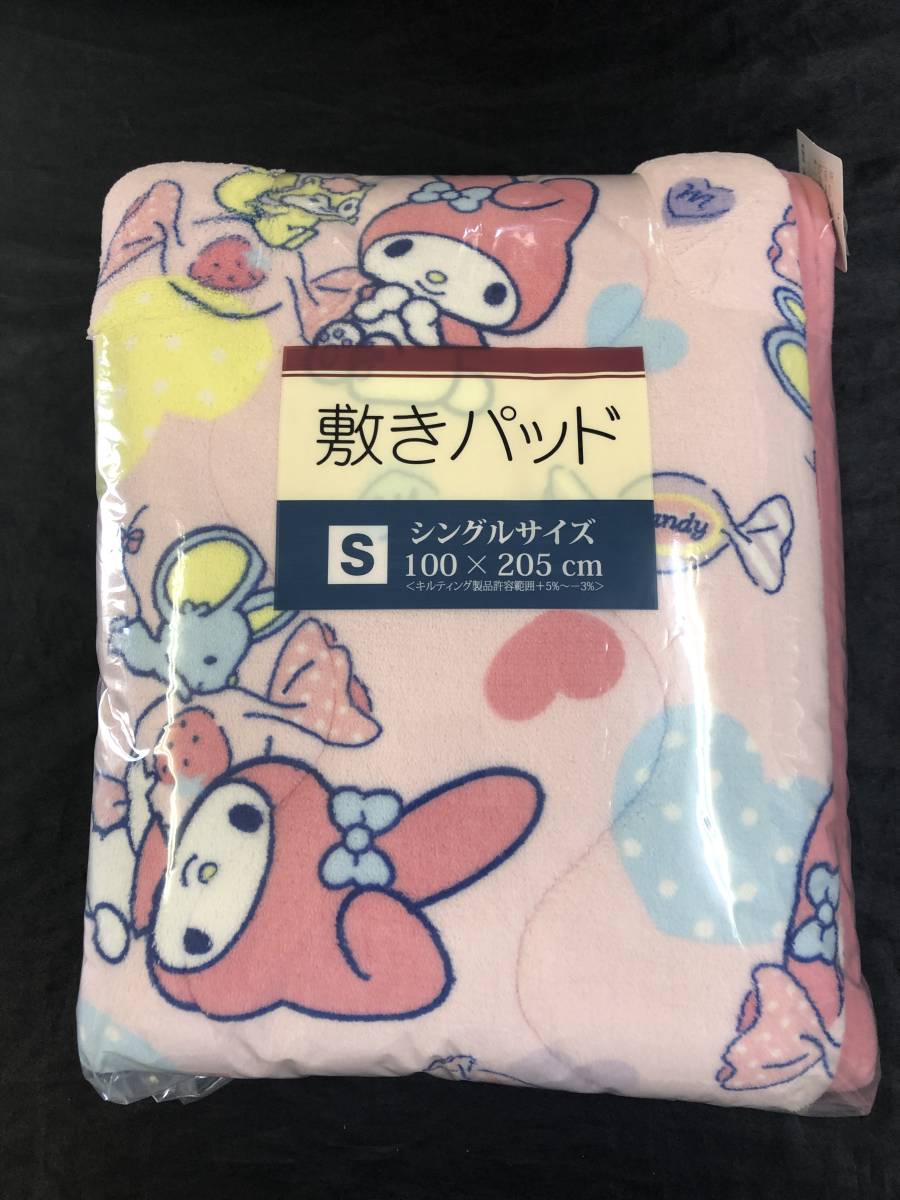 m
敷きパッド
andy
S
シングルサイズ
100 × 205 cm
<キルティング製品許容範囲+5%〜−3%>